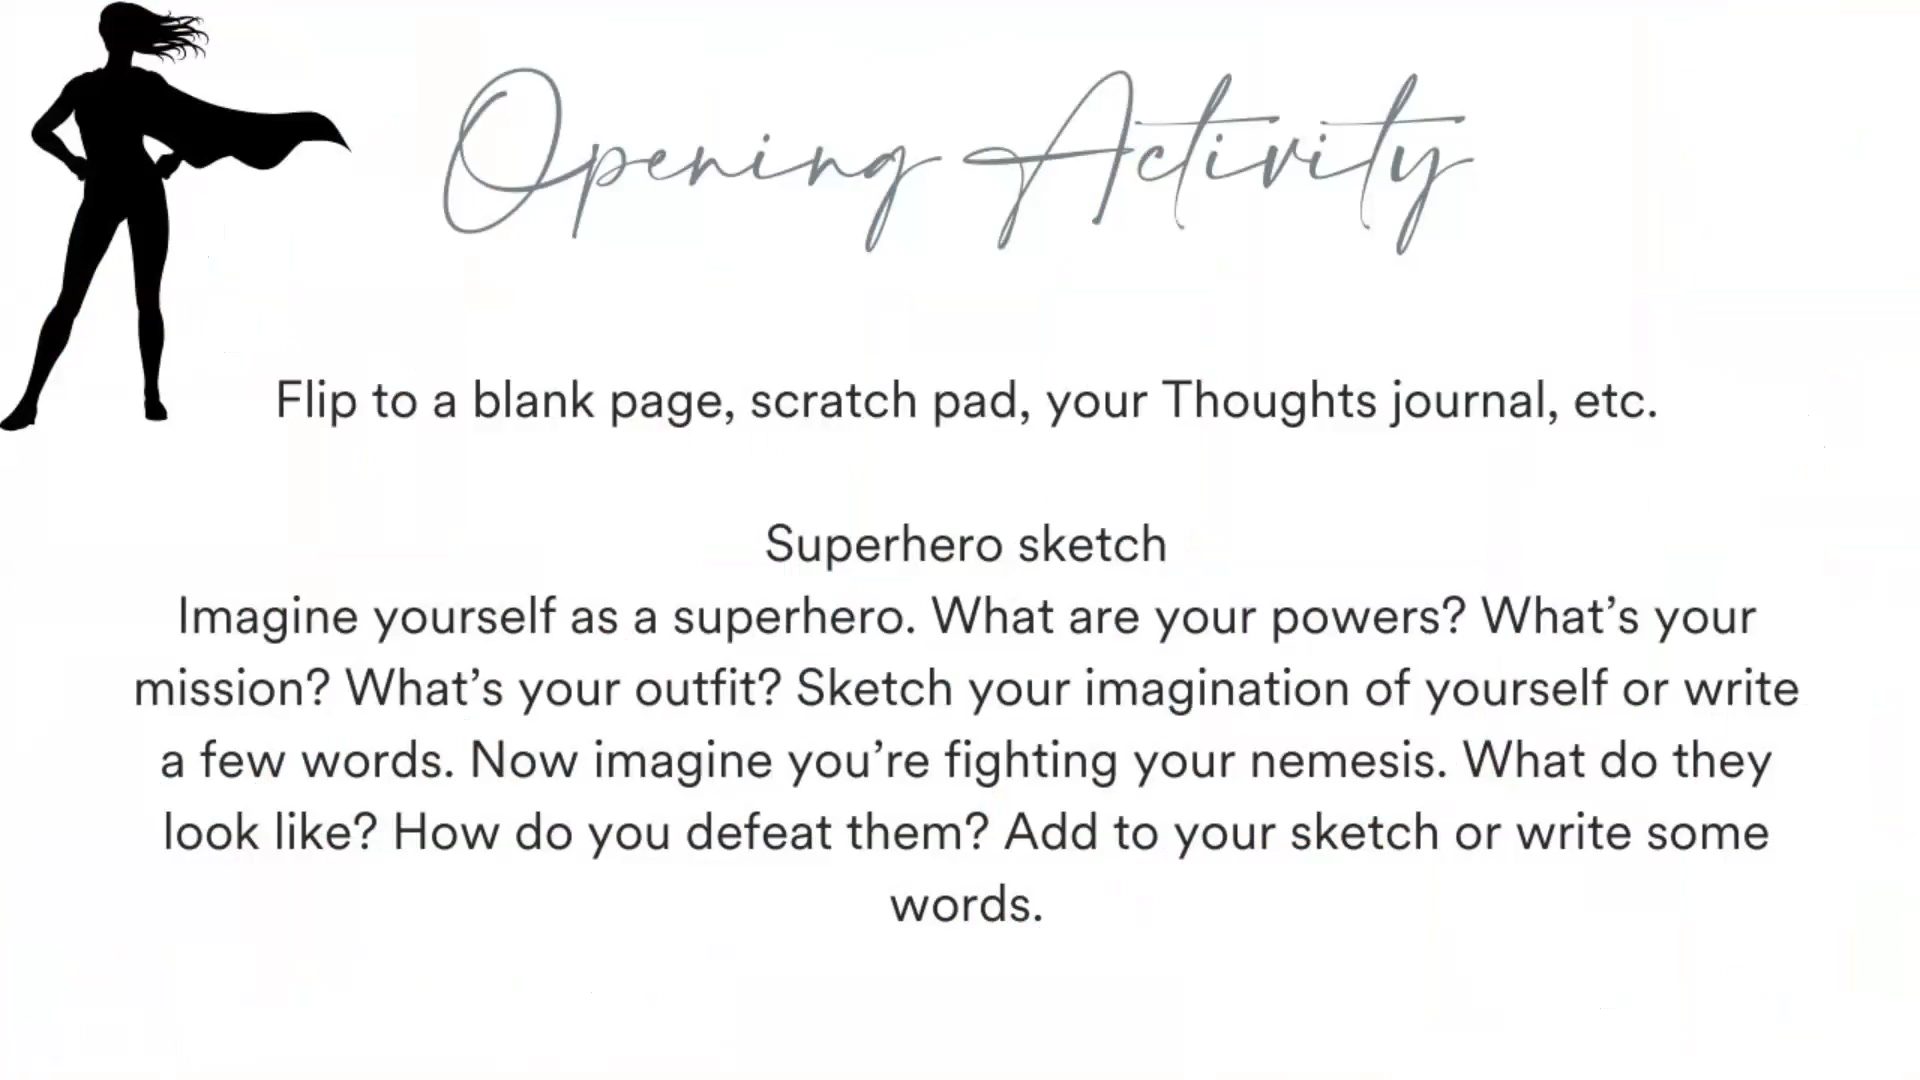 Opening Activity
Flip to a blank page, scratch pad, your Thoughts journal, etc.
Superhero sketch
Imagine yourself as a superhero. What are your powers? What’s your
mission? What’s your outfit? Sketch your imagination of yourself or write
a few words. Now imagine you’re fighting your nemesis. What do they
look like? How do you defeat them? Add to your sketch or write some
words.